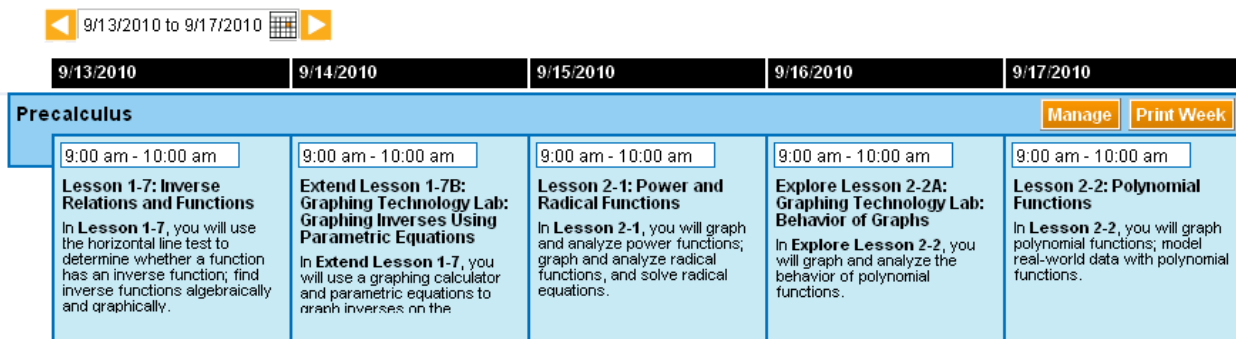 9/13/2010 to 9/17/2010
9/13/2010
9/14/2010
9/15/2010
9/16/2010
9/17/2010
Precalculus
Manage
Print Week
9:00 am - 10:00 am
Lesson 1-7: Inverse
Relations and Functions
In Lesson 1-7, you will use
the horizontal line test to
determine whether a function
has an inverse function; find
inverse functions algebraically
and graphically.
9:00 am - 10:00 am
Extend Lesson 1-7B:
Graphing Technology Lab:
Graphing Inverses Using
Parametric Equations
In Extend Lesson 1-7, you
will use a graphing calculator
and parametric equations to
graph inverses on the
9:00 am - 10:00 am
Lesson 2-1: Power and
Radical Functions
In Lesson 2-1, you will graph
and analyze power functions;
graph and analyze radical
functions, and solve radical
equations.
9:00 am - 10:00 am
Explore Lesson 2-2A:
Graphing Technology Lab:
Behavior of Graphs
In Explore Lesson 2-2, you
will graph and analyze the
behavior of polynomial
functions.
9:00 am - 10:00 am
Lesson 2-2: Polynomial
Functions
In Lesson 2-2, you will graph
polynomial functions; model
real-world data with polynomial
functions.